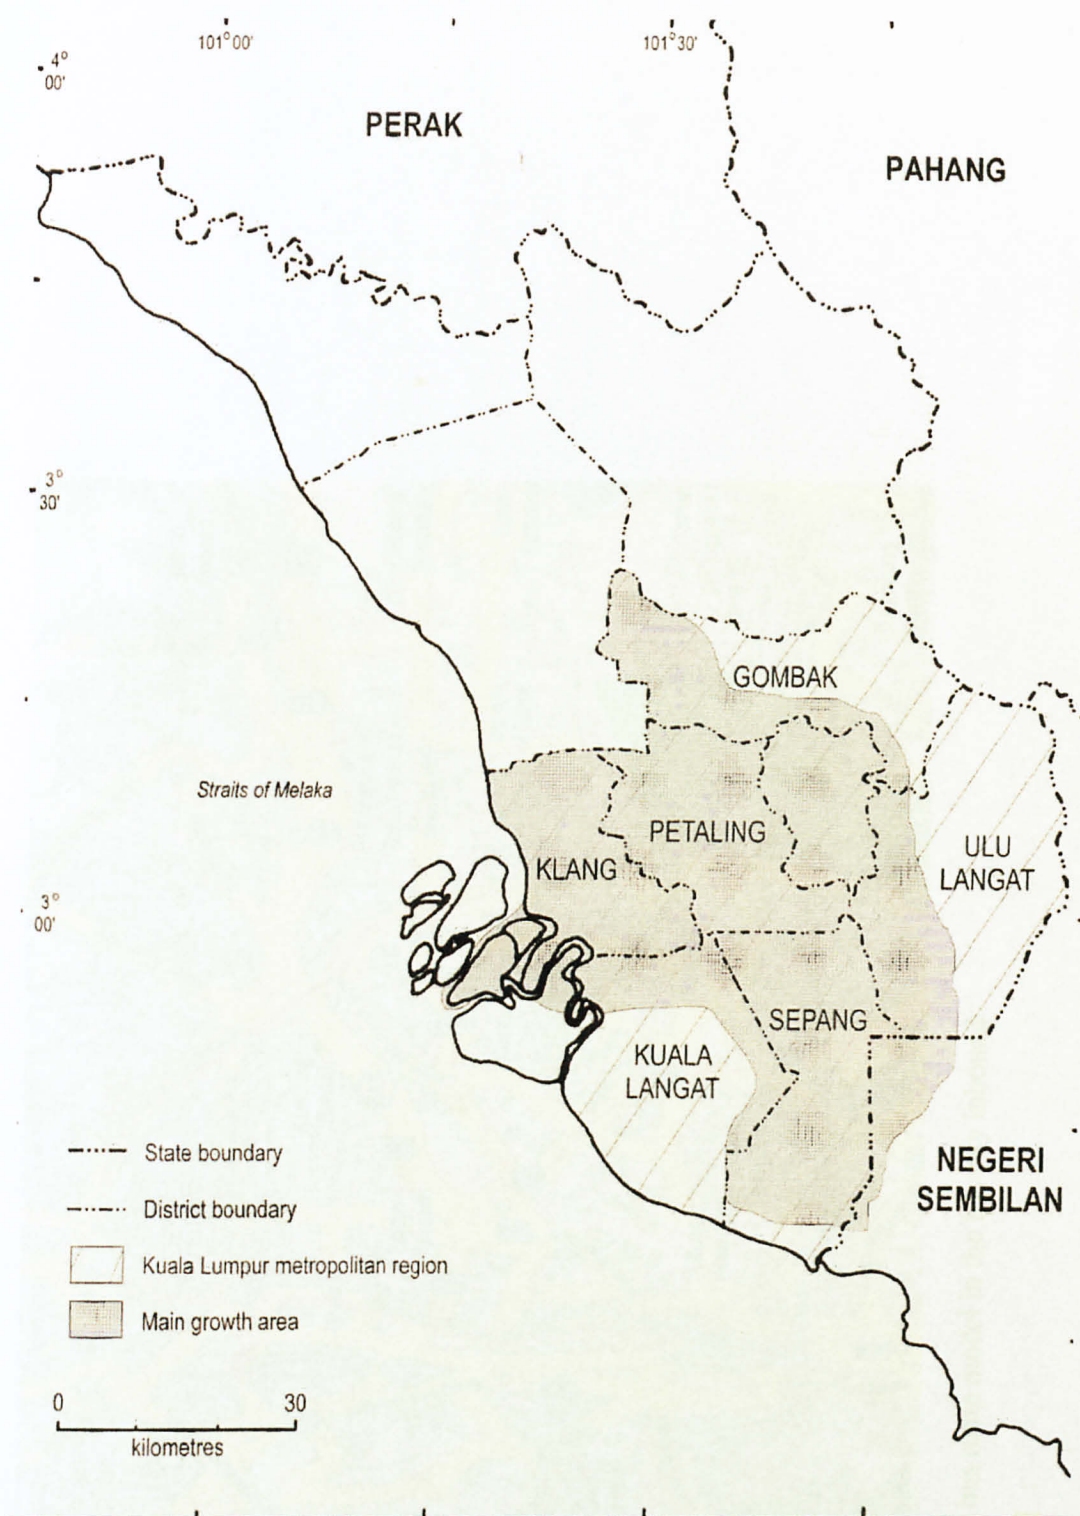 101°00'
101°30'
4°
00'
PERAK
PAHANG
3°
30'
GOMBAK
Straits of Melaka
PETALING
ULU
LANGAT
KLANG
3°
00'
SEPANG
KUALA
LANGAT
NEGERI
SEMBILAN
State boundary
District boundary
Kuala Lumpur metropolitan region
Main growth area
0 30
kilometres